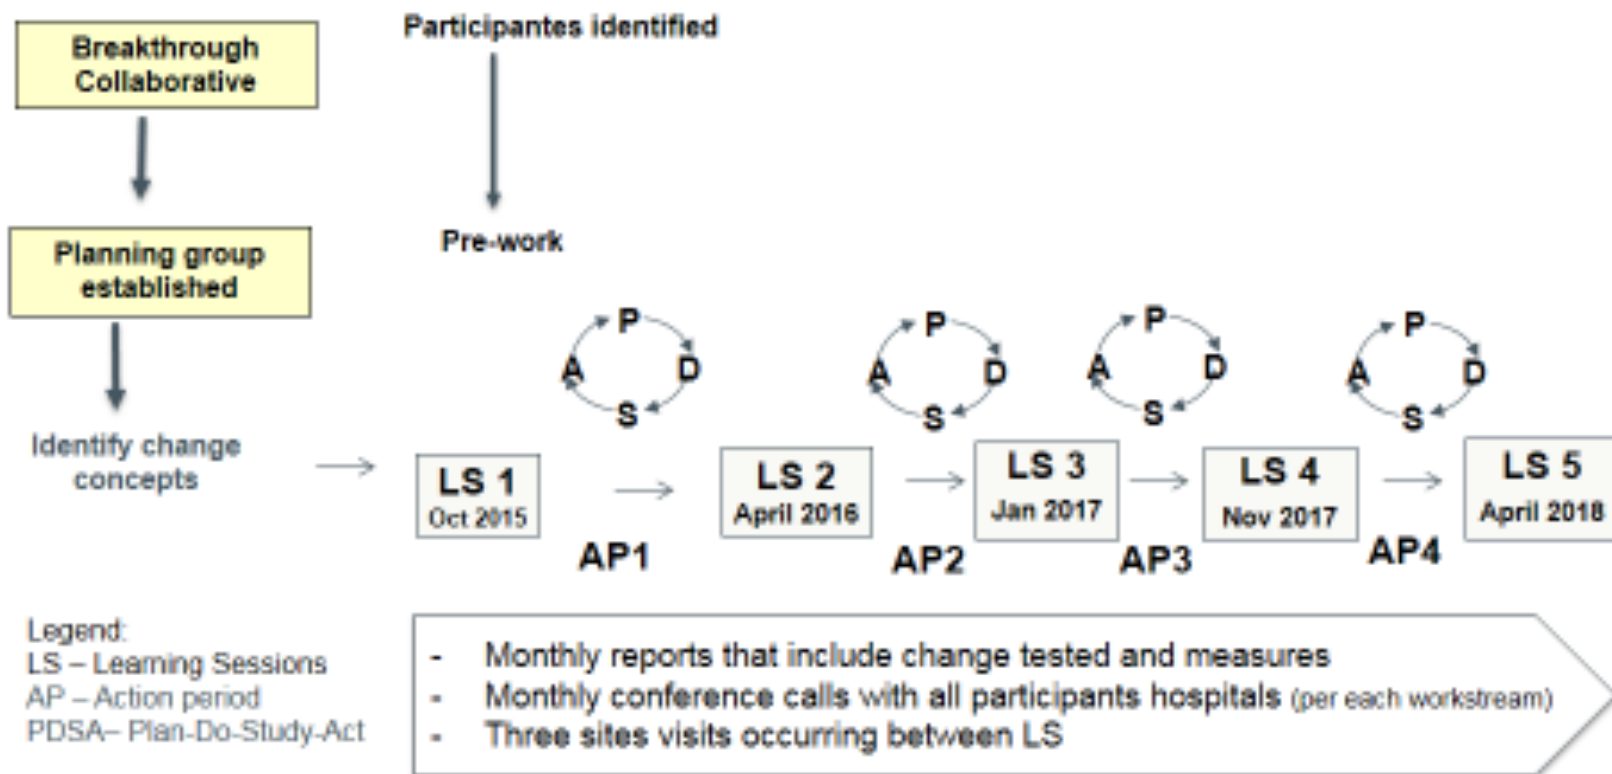 Breakthrough
Collaborative
Participantes identified
Planning group
established
Pre-work
Identify change
concepts
P
A D
S
P
A D
S
P
A D
S
P
A D
S
LS 1
Oct 2015
AP1
LS 2
April 2016
AP2
LS 3
Jan 2017
AP3
LS 4
Nov 2017
AP4
LS 5
April 2018
Legend:
LS – Learning Sessions
AP – Action period
PDSA– Plan-Do-Study-Act
- Monthly reports that include change tested and measures
- Monthly conference calls with all participants hospitals (per each workstream)
- Three sites visits occurring between LS